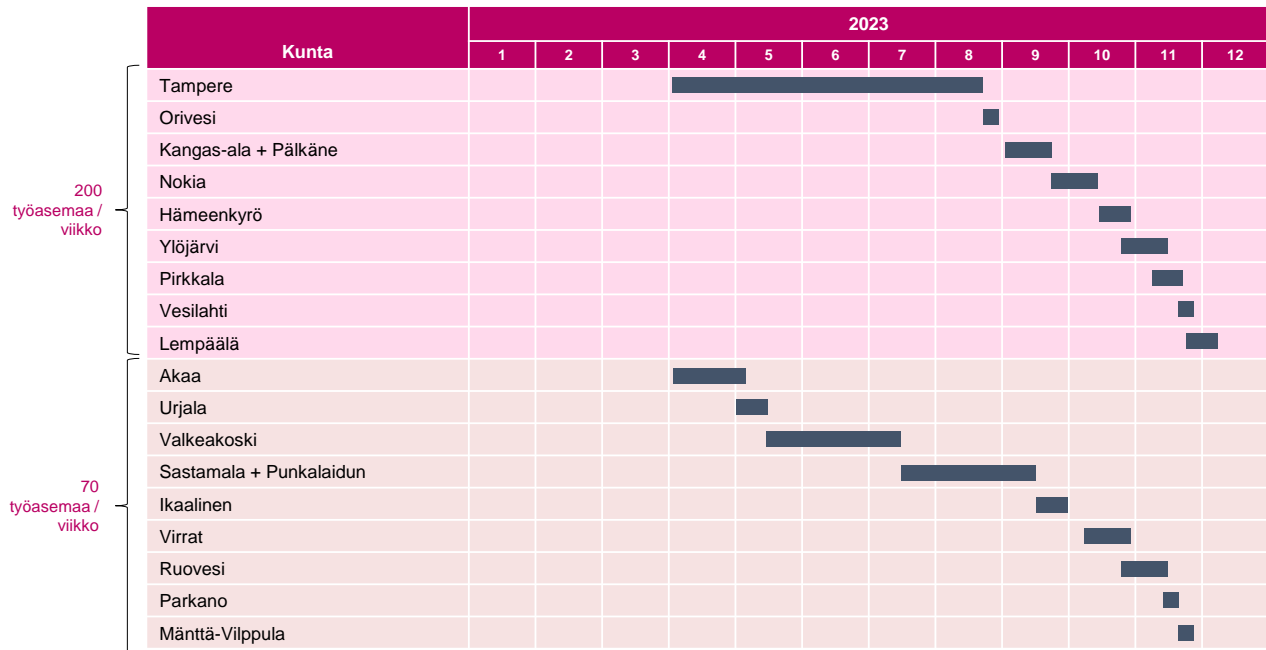 Kunta
2023
1 2 3 4 5 6 7 8 9 10 11 12
200
työasemaa /
viikko
Tampere
Orivesi
Kangas-ala + Pälkäne
Nokia
Hämeenkyrö
Ylöjärvi
Pirkkala
Vesilahti
Lempäälä
70
työasemaa /
viikko
Akaa
Urjala
Valkeakoski
Sastamala + Punkalaidun
Ikaalinen
Virrat
Ruovesi
Parkano
Mänttä-Vilppula